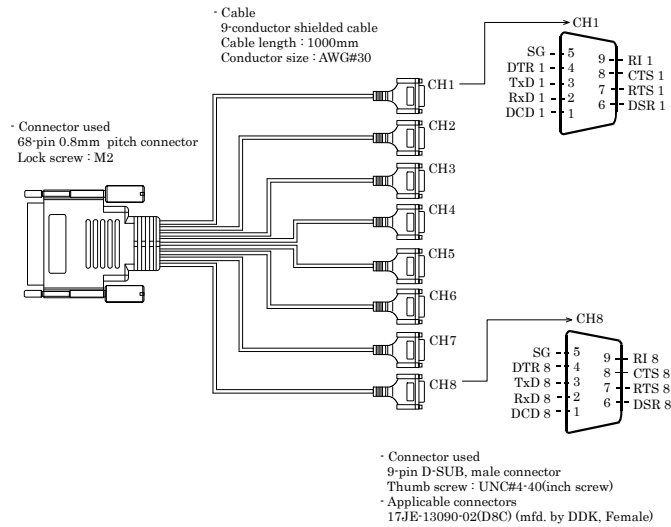 - Cable
9-conductor shielded cable
Cable length : 1000mm
Conductor size : AWG#30
- Connector used
68-pin 0.8mm pitch connector
Lock screw : M2
CH1
CH2
CH3
CH4
CH5
CH6
CH7
CH8
CH1
SG 5
DTR 1 4
TxD 1 3
RxD 1 2
DCD 1 1
9 RI 1
8 CTS 1
7 RTS 1
6 DSR 1
CH8
SG 5
DTR 8 4
TxD 8 3
RxD 8 2
DCD 8 1
9 RI 8
8 CTS 8
7 RTS 8
6 DSR 8
- Connector used
9-pin D-SUB, male connector
Thumb screw : UNC#4-40(inch screw)
- Applicable connectors
17JE-13090-02(D8C) (mfd. by DDK, Female)